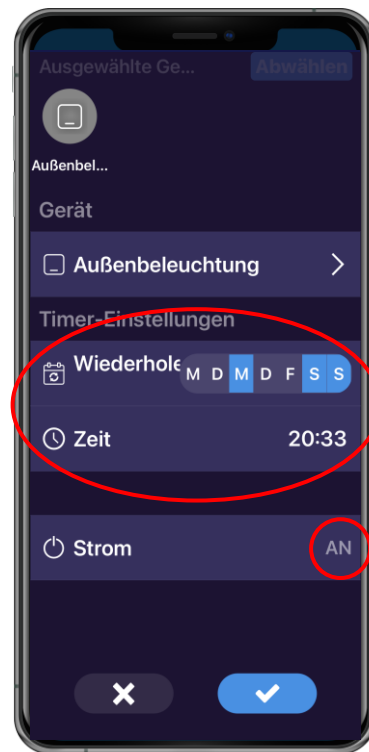 Ausgewählte Ge... Abwählen
Außenbel...
Gerät
Außenbeleuchtung
Timer-Einstellungen
Wiederhole M D M D F S S
Zeit 20:33
Strom AN